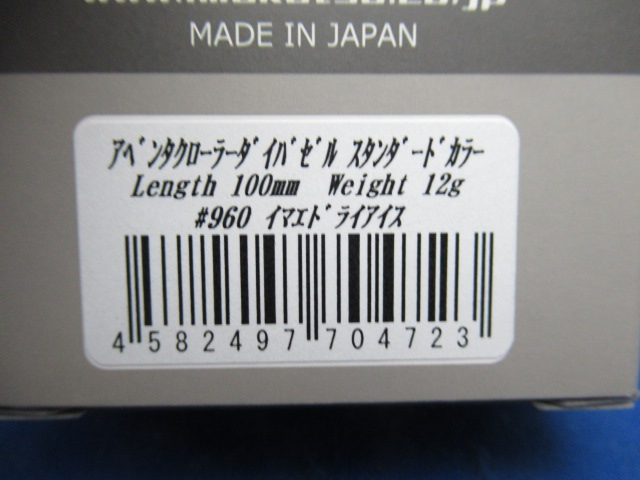 MADE IN JAPAN
ｱﾍﾞﾝﾀｸﾛｰﾗｰﾀﾞｲﾊﾞｾﾞﾙ ｽﾀﾝﾀﾞｰﾄﾞｶﾗｰ
Length 100mm Weight 12g
#960 ｲﾏｴﾄﾞﾗｲｱｲｽ
4 582497 704723